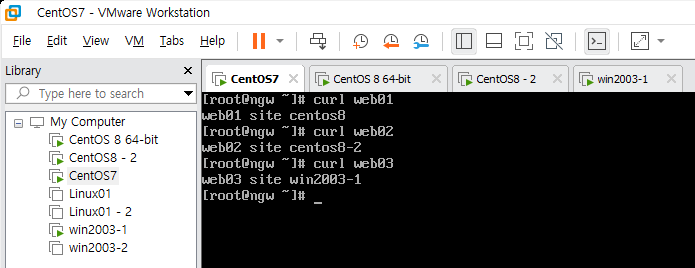 CentOS7 - VMware Workstation
File Edit View VM Tabs Help
Library
Type here to search
My Computer
CentOS 8 64-bit
CentOS8 - 2
CentOS7
Linux01
Linux01 - 2
win2003-1
win2003-2
CentOS7 CentOS 8 64-bit CentOS8 - 2 win2003-1
[root@ngw ~]# curl web01
web01 site centos8
[root@ngw ~]# curl web02
web02 site centos8-2
[root@ngw ~]# curl web03
web03 site win2003-1
[root@ngw ~]# _